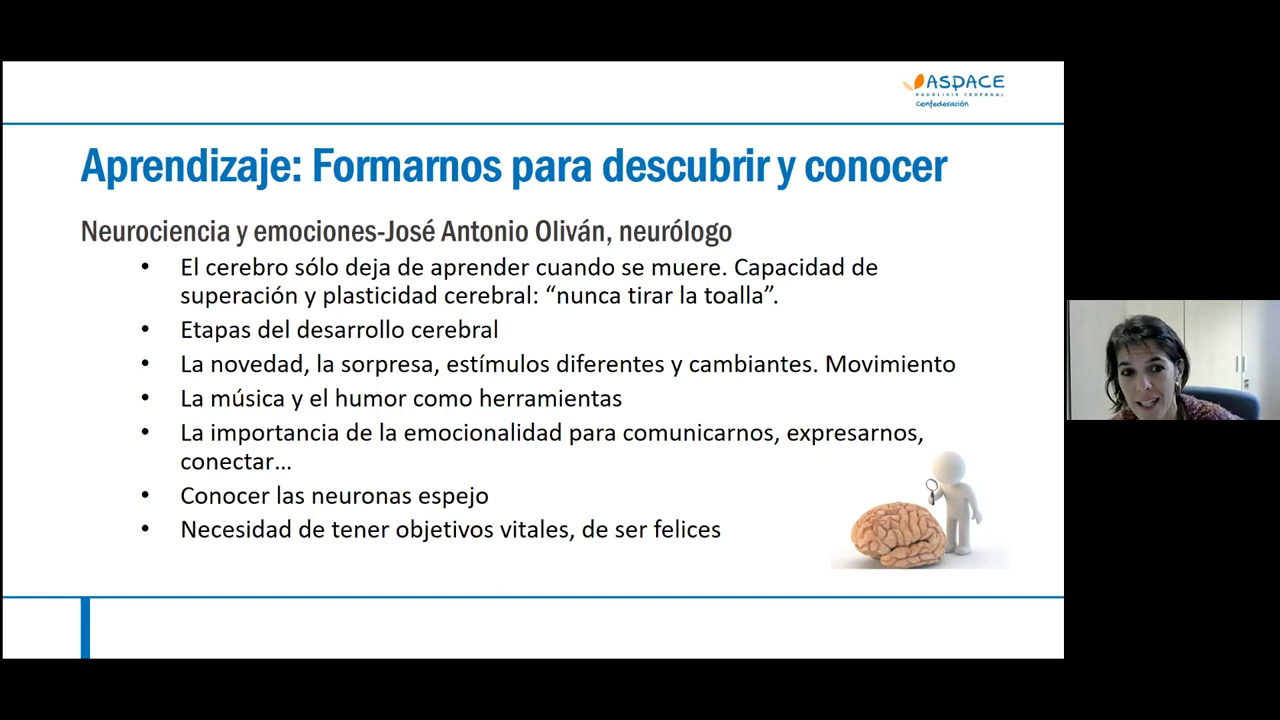 ASPACE
PARÁLISIS CEREBRAL
Confederación
Aprendizaje: Formarnos para descubrir y conocer
Neurociencia y emociones-José Antonio Oliván, neurólogo
• El cerebro sólo deja de aprender cuando se muere. Capacidad de
superación y plasticidad cerebral: “nunca tirar la toalla”.
• Etapas del desarrollo cerebral
• La novedad, la sorpresa, estímulos diferentes y cambiantes. Movimiento
• La música y el humor como herramientas
• La importancia de la emocionalidad para comunicarnos, expresarnos,
conectar…
• Conocer las neuronas espejo
• Necesidad de tener objetivos vitales, de ser felices